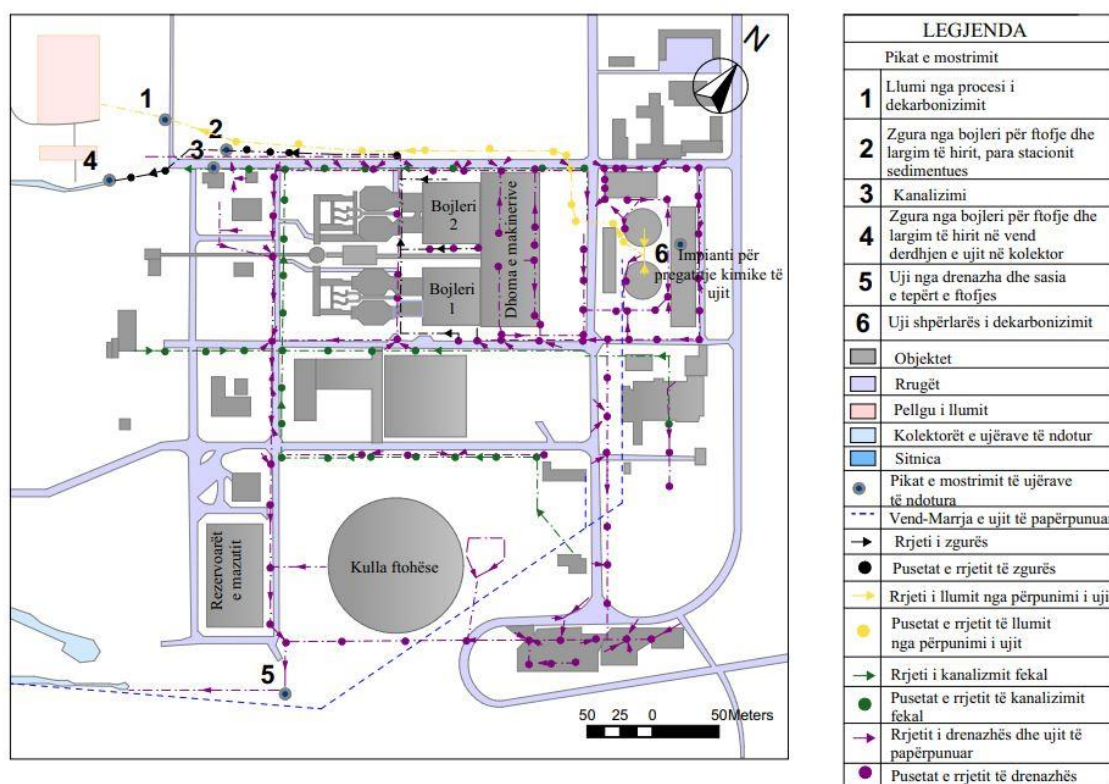 N
1
2
3
4
Bojleri
2
Dhoma e makinerive
Bojleri
1
6
Impianti për
pregatitje kimike të
ujit
Rezervoarët
e mazutit
Kulla ftohëse
5
50 25 0 50 Meters
LEGJENDA
Pikat e mostrimit
1 Llumi nga procesi i
dekarbonizimit
2 Zgura nga bojleri për ftofje dhe
largim të hirit, para stacionit
sedimentues
3 Kanalizimi
4 Zgura nga bojleri për ftofje dhe
largim të hirit në vend
derdhjen e ujit në kolektor
5 Uji nga drenazha dhe sasia
e tepërt e ftofjes
6 Uji shpërlarës i dekarbonizimit
Objektet
Rrugët
Pellgu i llumit
Kolektorët e ujërave të ndotur
Sitnica
Pikat e mostrimit të ujërave
të ndotura
Vend-Marrja e ujit të papërpunuar
Rrjeti i zgurës
Pusetat e rrjetit të zgurës
Rrjeti i llumit nga përpunimi i ujit
Pusetat e rrjetit të llumit
nga përpunimi i ujit
Rrjeti i kanalizmit fekal
Pusetat e rrjetit të kanalizimit
fekal
Rrjetit i drenazhës dhe ujit të
papërpunuar
Pusetat e rrjetit të drenazhës